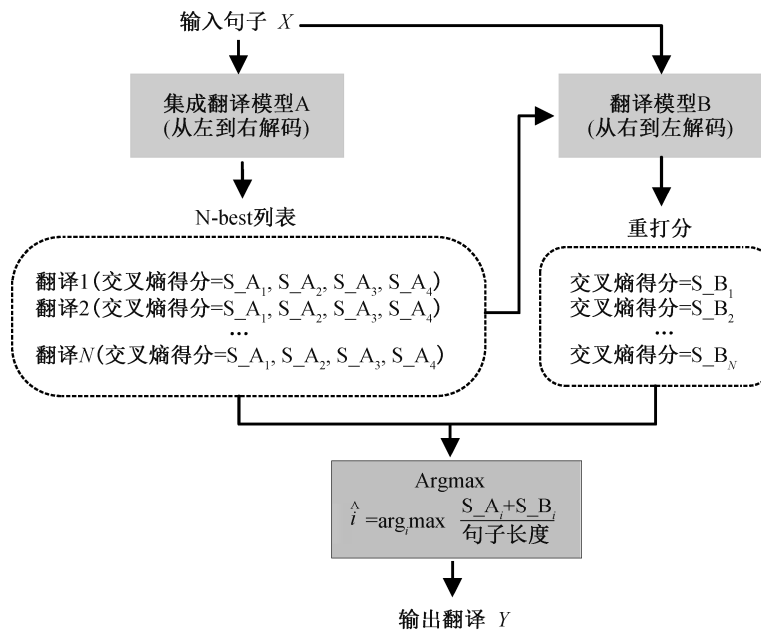 输入句子 X
集成翻译模型A
(从左到右解码)
翻译模型B
(从右到左解码)
N-best列表
翻译1(交叉熵得分=S_A₁, S_A₂, S_A₃, S_A₄)
翻译2(交叉熵得分=S_A₁, S_A₂, S_A₃, S_A₄)
...
翻译N(交叉熵得分=S_A₁, S_A₂, S_A₃, S_A₄)
重打分
交叉熵得分=S_B₁
交叉熵得分=S_B₂
...
交叉熵得分=S_B_N
Argmax
î =argᵢmax (S_Aᵢ+S_Bᵢ)/句子长度
输出翻译 Y